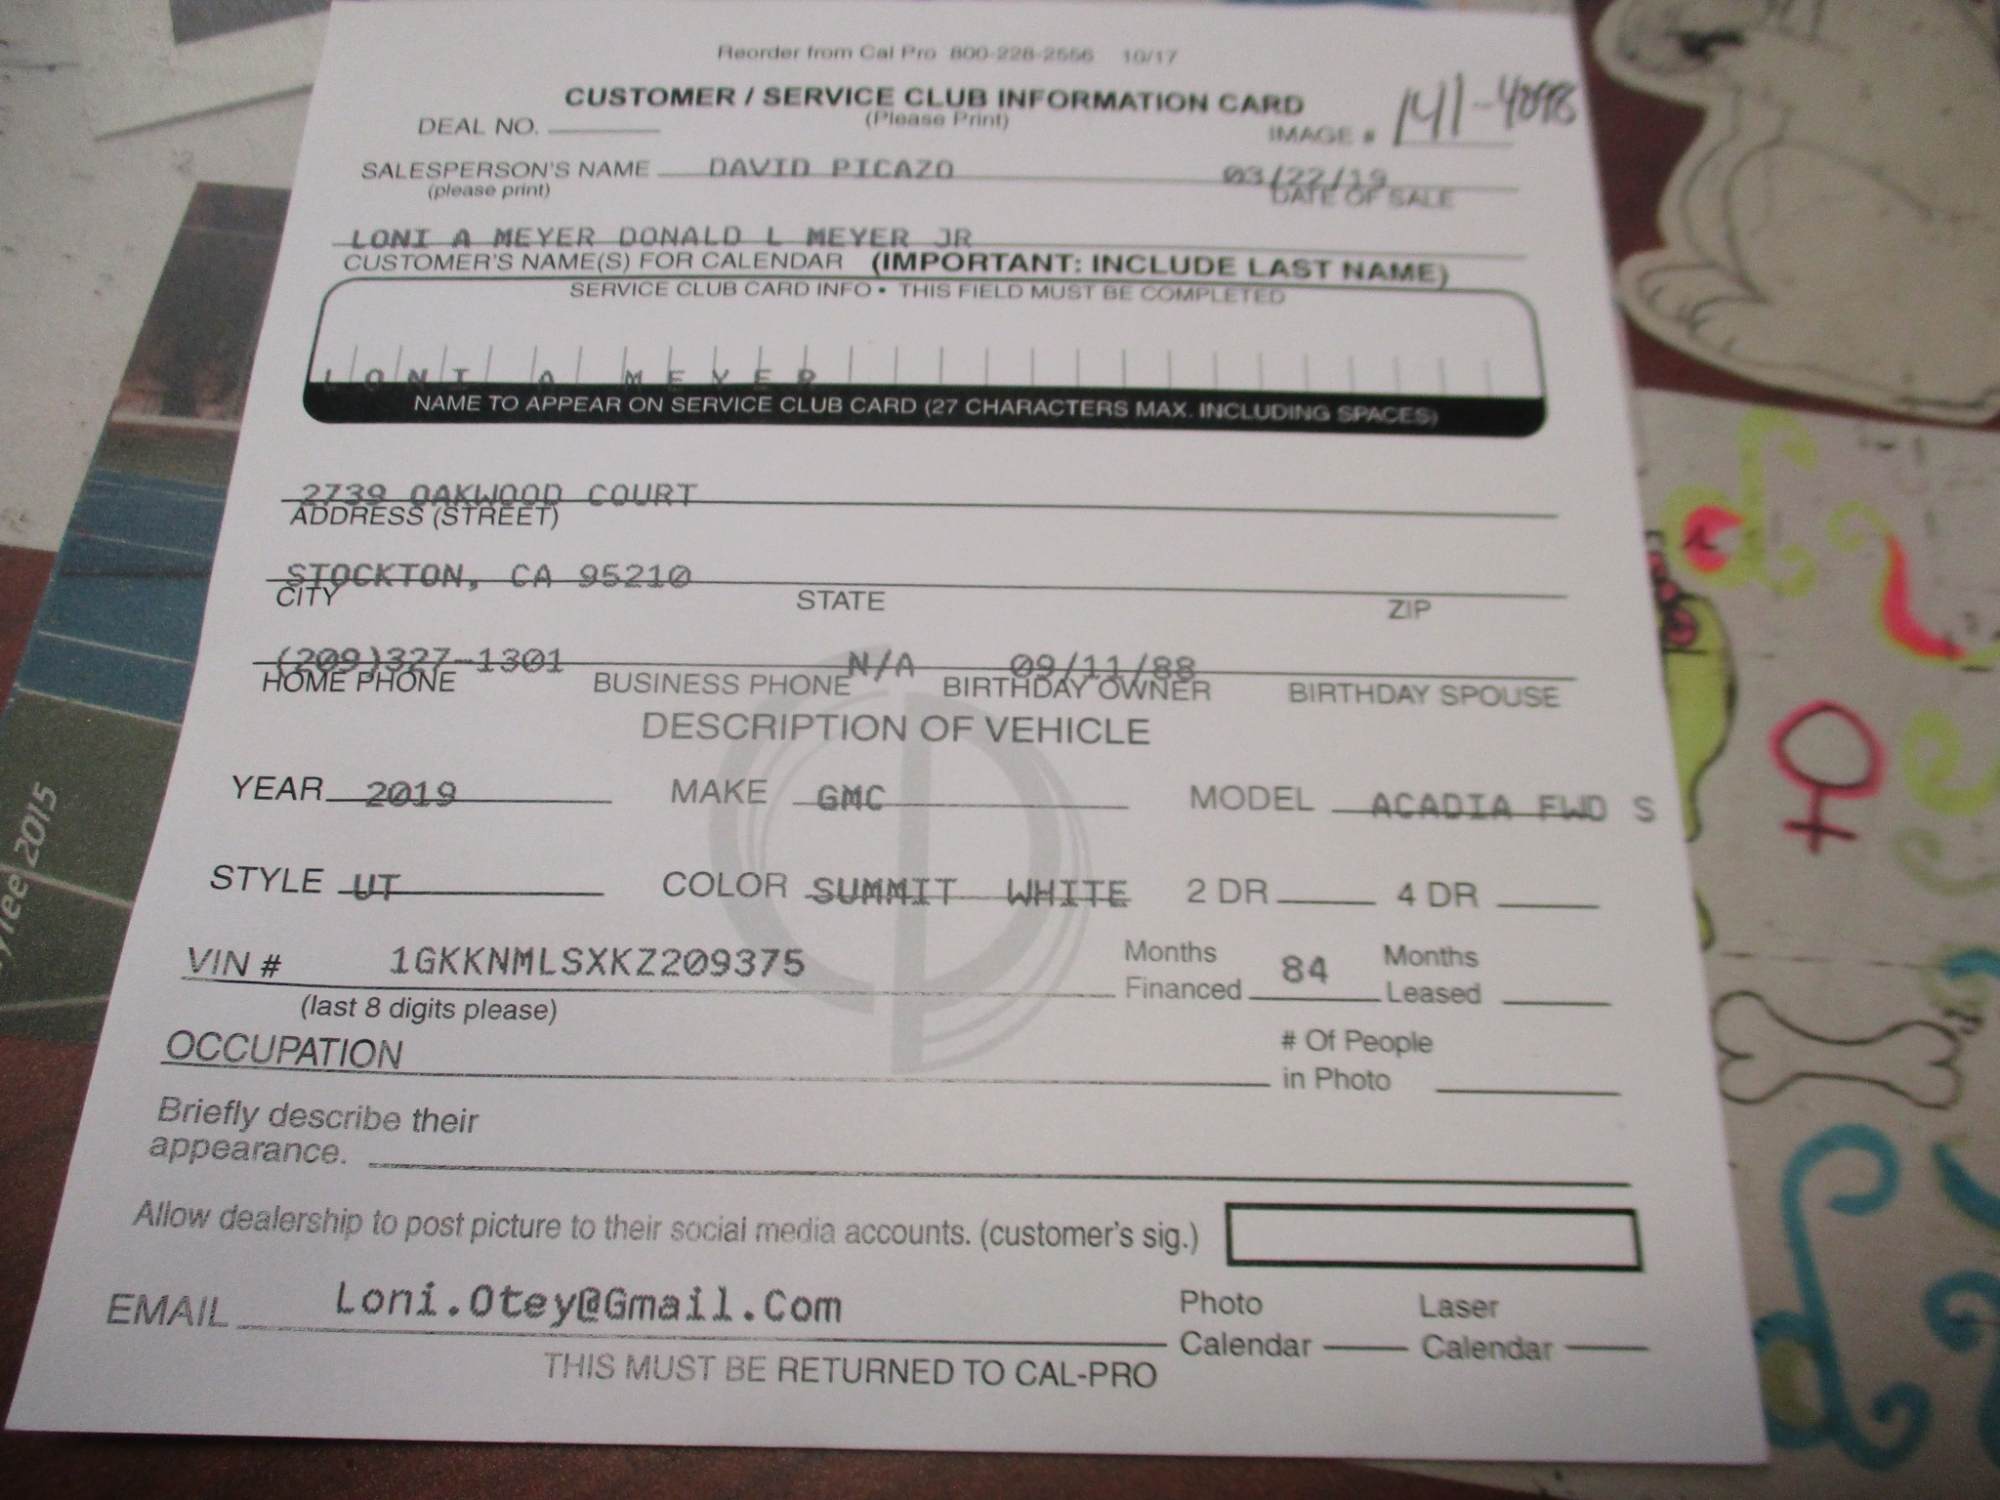 Reorder from Cal Pro 800-228-2556 10/17
CUSTOMER / SERVICE CLUB INFORMATION CARD
(Please Print)
DEAL NO.
IMAGE # 141-4098
SALESPERSON'S NAME DAVID PICAZO 03/22/19
(please print) DATE OF SALE
LONI A MEYER DONALD L MEYER JR
CUSTOMER'S NAME(S) FOR CALENDAR (IMPORTANT: INCLUDE LAST NAME)
SERVICE CLUB CARD INFO • THIS FIELD MUST BE COMPLETED
LONI A MEYER
NAME TO APPEAR ON SERVICE CLUB CARD (27 CHARACTERS MAX. INCLUDING SPACES)
2739 OAKWOOD COURT
ADDRESS (STREET)
STOCKTON, CA 95210
CITY STATE ZIP
(209)327-1301 N/A 09/11/88
HOME PHONE BUSINESS PHONE BIRTHDAY OWNER BIRTHDAY SPOUSE
DESCRIPTION OF VEHICLE
YEAR 2019 MAKE GMC MODEL ACADIA FWD S
STYLE UT COLOR SUMMIT WHITE 2 DR 4 DR
VIN # 1GKKNMLSXKZ209375 Months Financed 84 Months Leased
(last 8 digits please)
OCCUPATION # Of People in Photo
Briefly describe their
appearance.
Allow dealership to post picture to their social media accounts. (customer's sig.)
EMAIL Loni.Otey@Gmail.Com Photo Calendar Laser Calendar
THIS MUST BE RETURNED TO CAL-PRO
2015